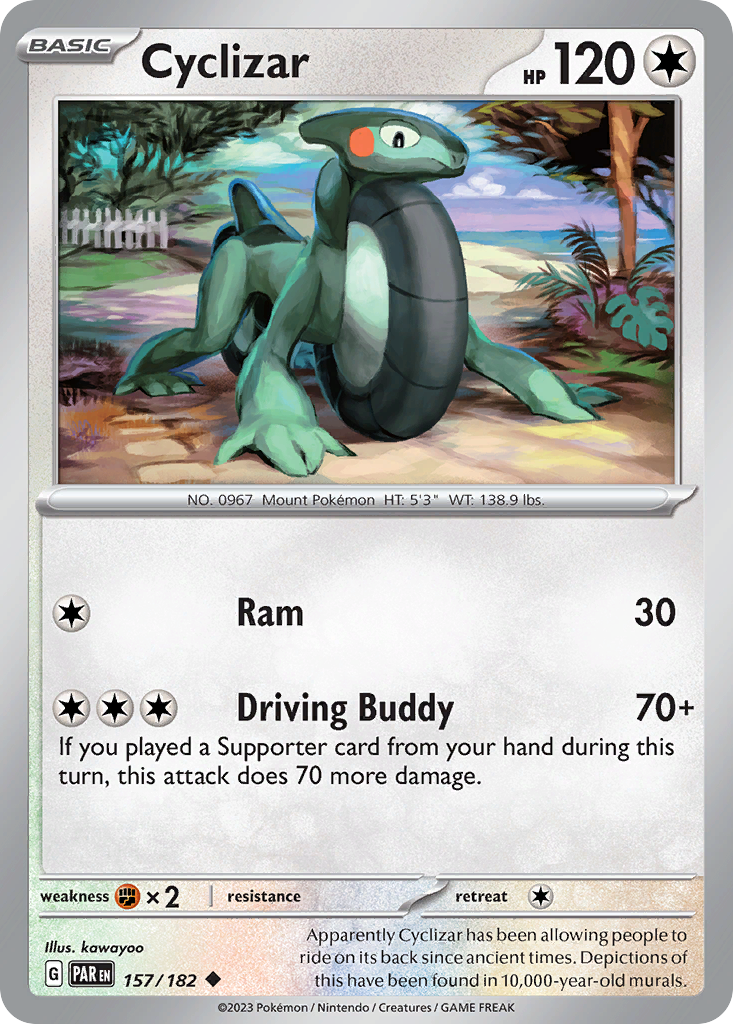 BASIC
Cyclizar
HP 120
NO. 0967 Mount Pokémon HT: 5'3" WT: 138.9 lbs.
Ram 30
Driving Buddy 70+
If you played a Supporter card from your hand during this
turn, this attack does 70 more damage.
weakness ×2 resistance retreat
Illus. kawayoo
Apparently Cyclizar has been allowing people to
ride on its back since ancient times. Depictions of
this have been found in 10,000-year-old murals.
G PAR EN 157/182
©2023 Pokémon / Nintendo / Creatures / GAME FREAK